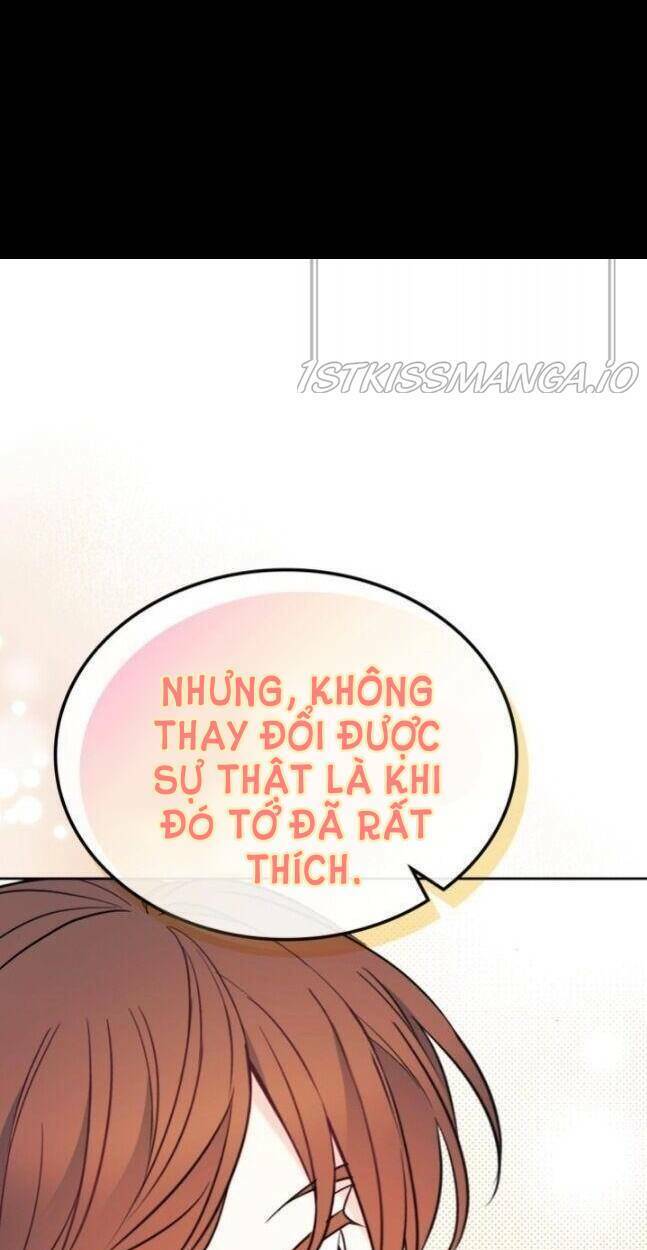 1STKISSMANGA.io
NHƯNG, KHÔNG
THAY ĐỔI ĐƯỢC
SỰ THẬT LÀ KHI
ĐÓ TỚ ĐÃ RẤT
THÍCH.